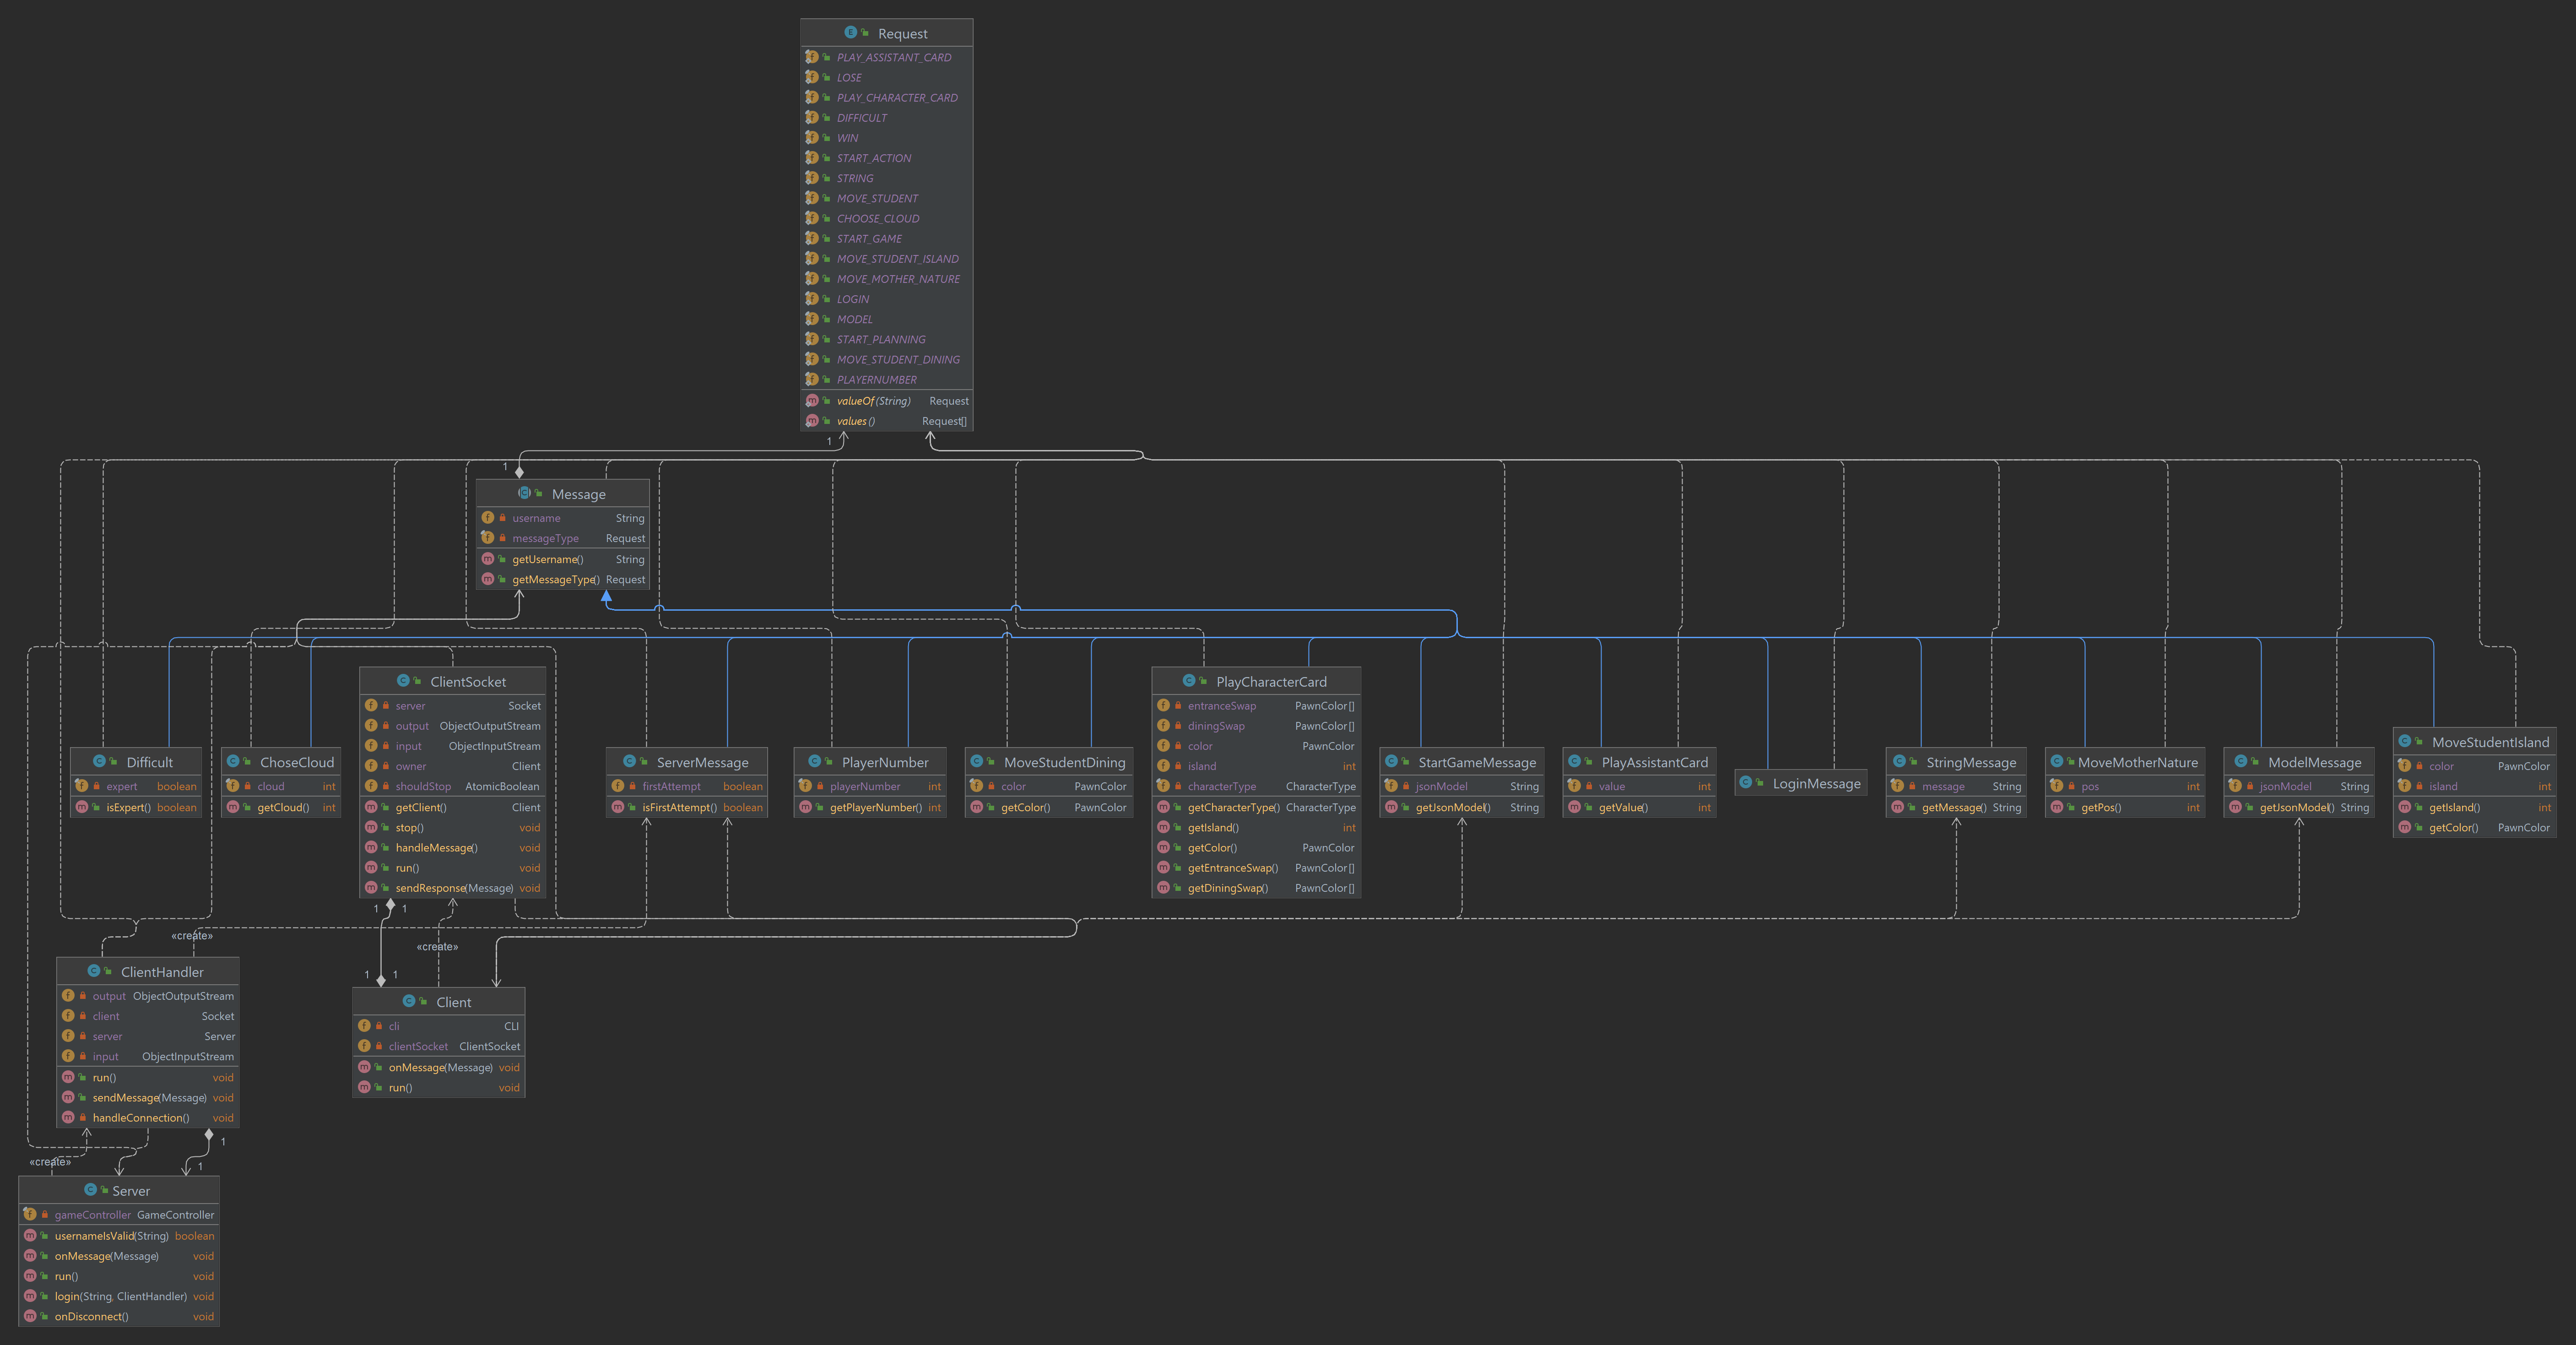 Request
PLAY_ASSISTANT_CARD
LOSE
PLAY_CHARACTER_CARD
DIFFICULT
WIN
START_ACTION
STRING
MOVE_STUDENT
CHOOSE_CLOUD
START_GAME
MOVE_STUDENT_ISLAND
MOVE_MOTHER_NATURE
LOGIN
MODEL
START_PLANNING
MOVE_STUDENT_DINING
PLAYERNUMBER
valueOf(String) Request
values() Request[]
1
1
Message
username String
messageType Request
getUsername() String
getMessageType() Request
Difficult
expert boolean
isExpert() boolean
ChoseCloud
cloud int
getCloud() int
ClientSocket
server Socket
output ObjectOutputStream
input ObjectInputStream
owner Client
shouldStop AtomicBoolean
getClient() Client
stop() void
handleMessage() void
run() void
sendResponse(Message) void
ServerMessage
firstAttempt boolean
isFirstAttempt() boolean
PlayerNumber
playerNumber int
getPlayerNumber() int
MoveStudentDining
color PawnColor
getColor() PawnColor
PlayCharacterCard
entranceSwap PawnColor[]
diningSwap PawnColor[]
color PawnColor
island int
characterType CharacterType
getCharacterType() CharacterType
getIsland() int
getColor() PawnColor
getEntranceSwap() PawnColor[]
getDiningSwap() PawnColor[]
StartGameMessage
jsonModel String
getJsonModel() String
PlayAssistantCard
value int
getValue() int
LoginMessage
StringMessage
message String
getMessage() String
MoveMotherNature
pos int
getPos() int
ModelMessage
jsonModel String
getJsonModel() String
MoveStudentIsland
color PawnColor
island int
getIsland() int
getColor() PawnColor
1 1
«create»
«create»
1 1
ClientHandler
output ObjectOutputStream
client Socket
server Server
input ObjectInputStream
run() void
sendMessage(Message) void
handleConnection() void
Client
cli CLI
clientSocket ClientSocket
onMessage(Message) void
run() void
1
«create»
1
Server
gameController GameController
usernameIsValid(String) boolean
onMessage(Message) void
run() void
login(String, ClientHandler) void
onDisconnect() void